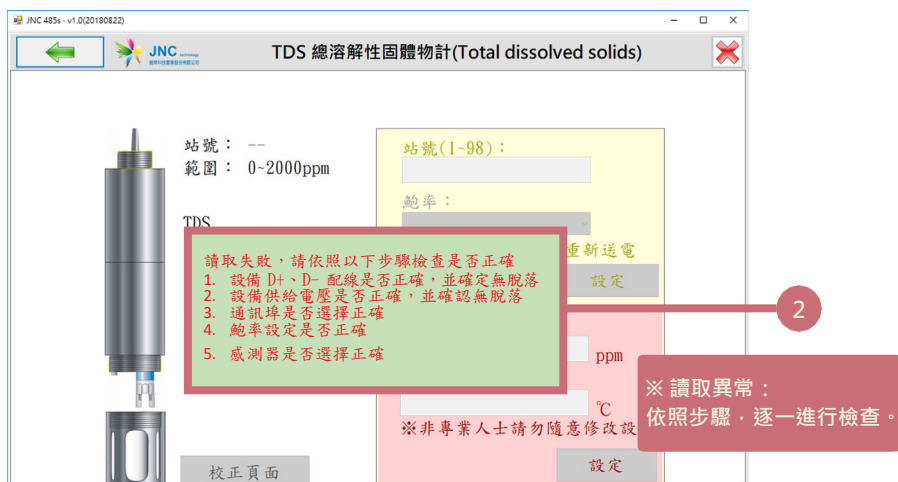 JNC 485s - v1.0(20180822)
JNC technology
TDS 總溶解性固體物計(Total dissolved solids)
站號： --
範圍： 0~2000ppm
TDS
站號(1~98)：
鮑率：
重新送電
設定
讀取失敗，請依照以下步驟檢查是否正確
1. 設備 D+、D- 配線是否正確，並確定無脫落
2. 設備供給電壓是否正確，並確認無脫落
3. 通訊埠是否選擇正確
4. 鮑率設定是否正確
5. 感測器是否選擇正確
2
ppm
℃
※非專業人士請勿隨意修改設
設定
校正頁面
※ 讀取異常：
依照步驟，逐一進行檢查。